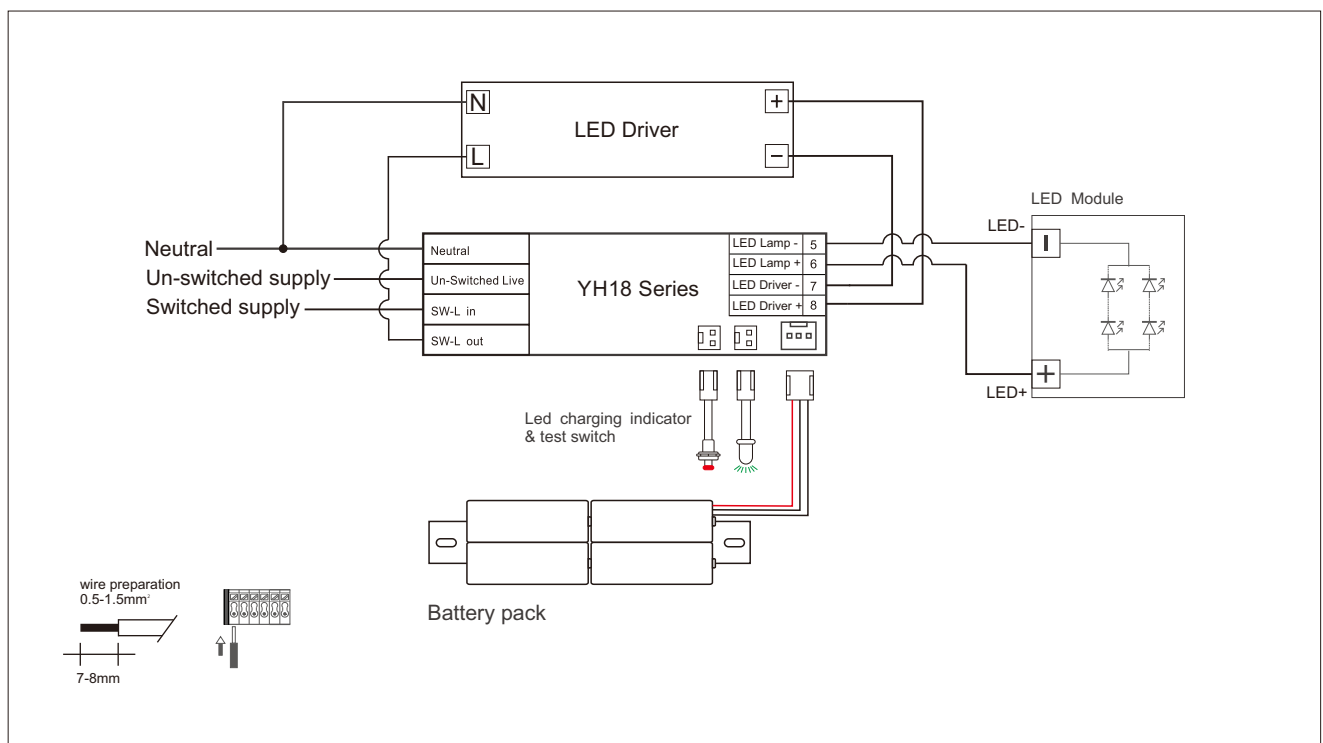 N
+
LED Driver
L
−
LED Module
LED-
Neutral
Un-switched supply
Switched supply
Neutral
Un-Switched Live
SW-L in
SW-L out
YH18 Series
LED Lamp - 5
LED Lamp + 6
LED Driver - 7
LED Driver + 8
+
LED+
Led charging indicator
& test switch
Battery pack
wire preparation
0.5-1.5mm²
7-8mm